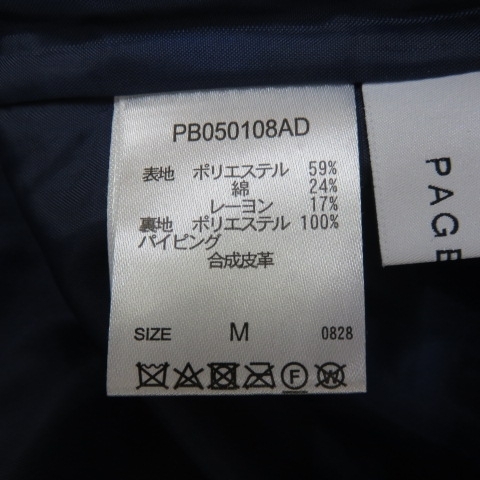 PB050108AD
表地 ポリエステル 59%
綿 24%
レーヨン 17%
裏地 ポリエステル 100%
パイピング
合成皮革
SIZE M 0828
F W
PAGE